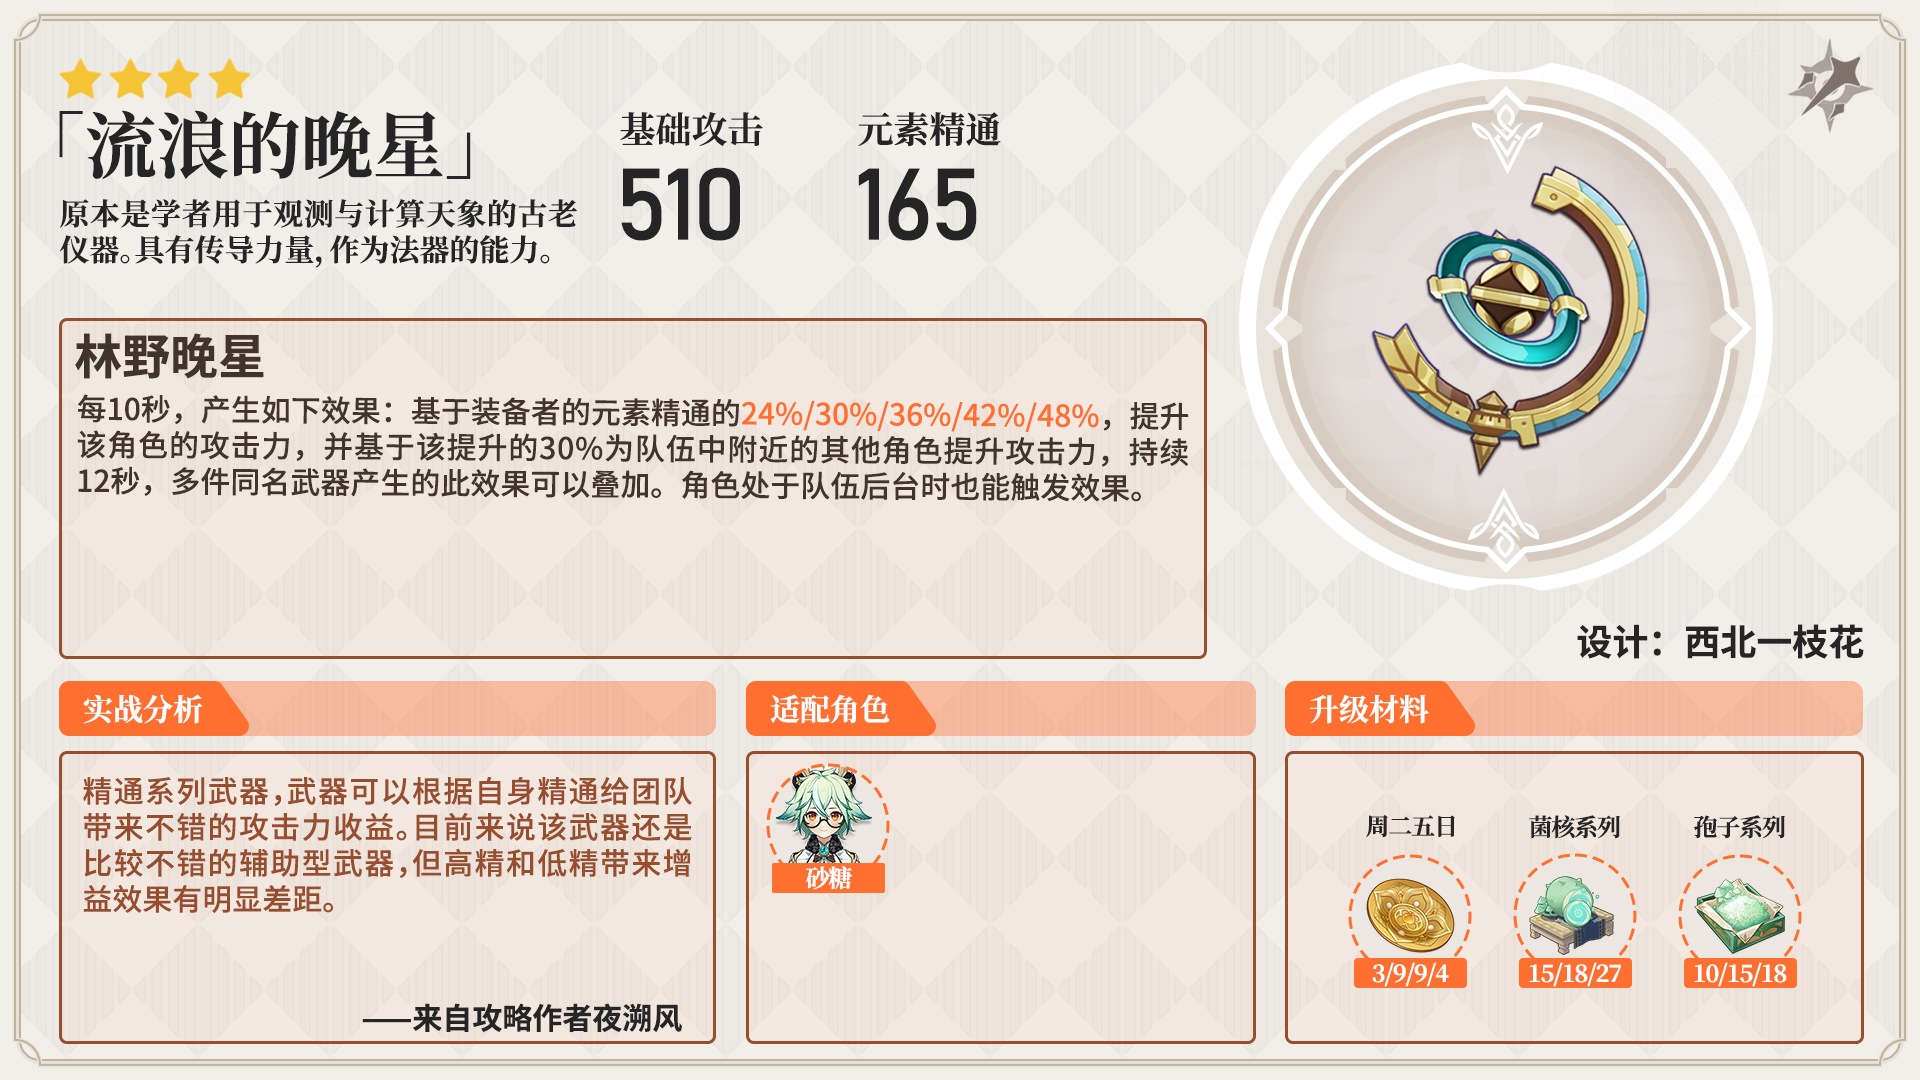 「流浪的晚星」
原本是学者用于观测与计算天象的古老
仪器。具有传导力量，作为法器的能力。
基础攻击
510
元素精通
165
林野晚星
每10秒，产生如下效果：基于装备者的元素精通的24%/30%/36%/42%/48%，提升
该角色的攻击力，并基于该提升的30%为队伍中附近的其他角色提升攻击力，持续
12秒，多件同名武器产生的此效果可以叠加。角色处于队伍后台时也能触发效果。
设计：西北一枝花
实战分析
精通系列武器，武器可以根据自身精通给团队
带来不错的攻击力收益。目前来说该武器还是
比较不错的辅助型武器，但高精和低精带来增
益效果有明显差距。
——来自攻略作者夜溯风
适配角色
砂糖
升级材料
周二五日
3/9/9/4
菌核系列
15/18/27
孢子系列
10/15/18